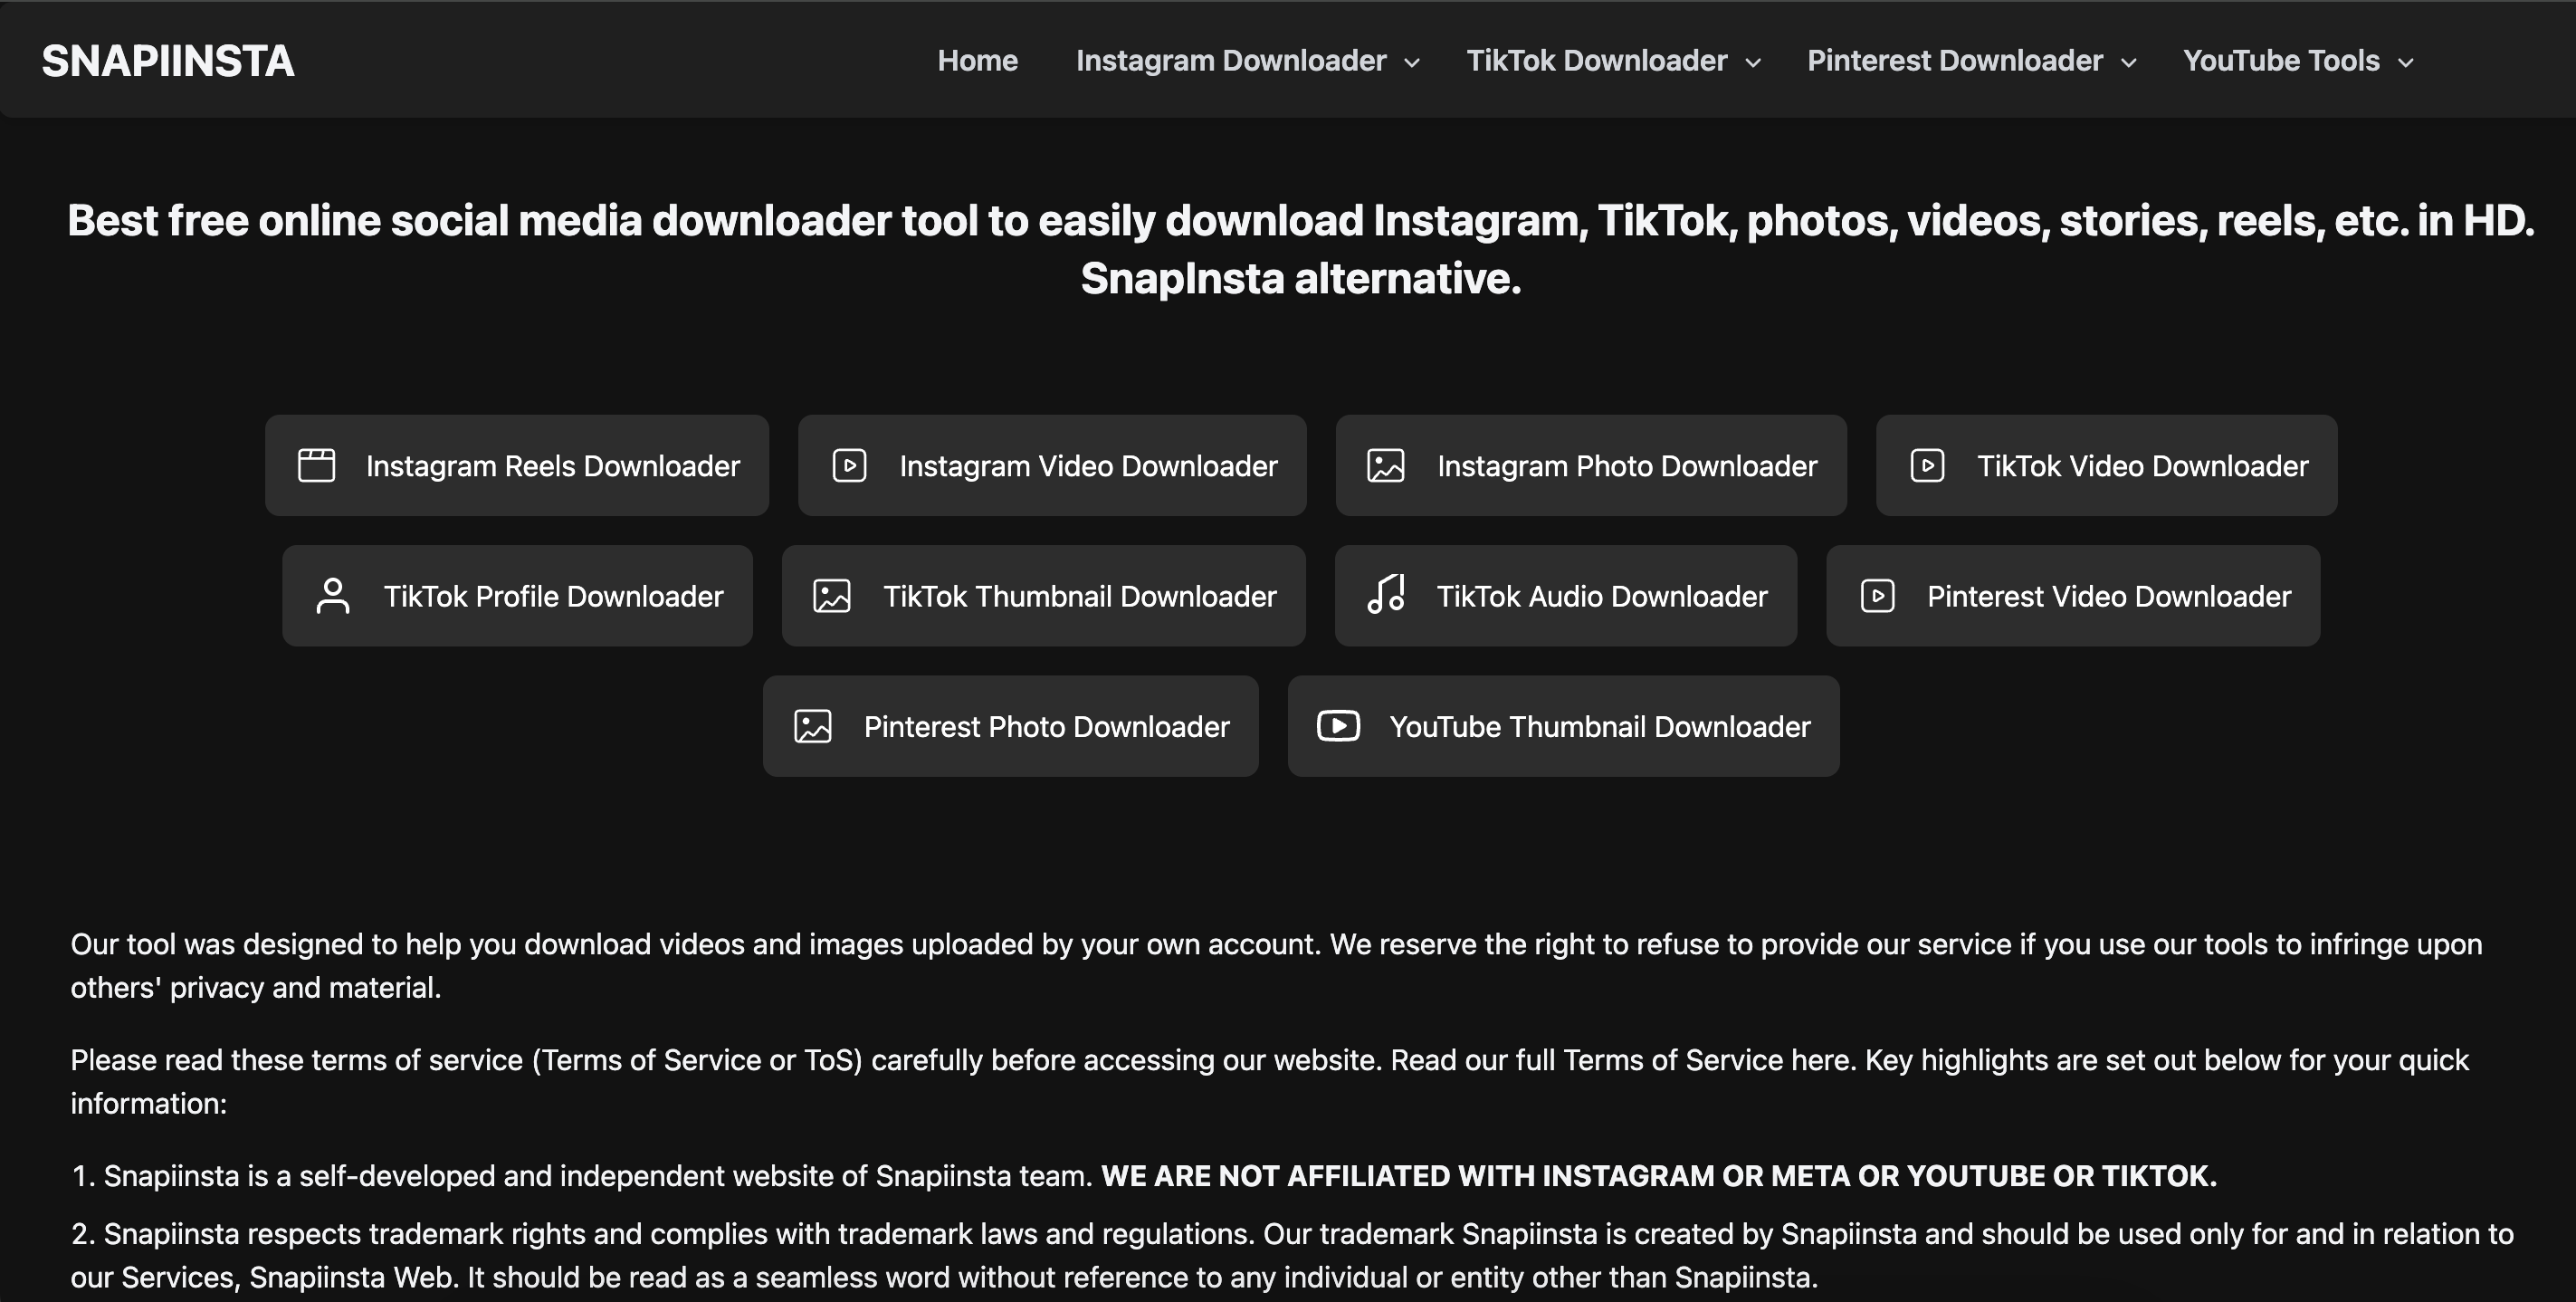 SNAPIINSTA
Home Instagram Downloader TikTok Downloader Pinterest Downloader YouTube Tools
Best free online social media downloader tool to easily download Instagram, TikTok, photos, videos, stories, reels, etc. in HD.
SnapInsta alternative.
Instagram Reels Downloader Instagram Video Downloader Instagram Photo Downloader TikTok Video Downloader
TikTok Profile Downloader TikTok Thumbnail Downloader TikTok Audio Downloader Pinterest Video Downloader
Pinterest Photo Downloader YouTube Thumbnail Downloader
Our tool was designed to help you download videos and images uploaded by your own account. We reserve the right to refuse to provide our service if you use our tools to infringe upon
others' privacy and material.
Please read these terms of service (Terms of Service or ToS) carefully before accessing our website. Read our full Terms of Service here. Key highlights are set out below for your quick
information:
1. Snapiinsta is a self-developed and independent website of Snapiinsta team. WE ARE NOT AFFILIATED WITH INSTAGRAM OR META OR YOUTUBE OR TIKTOK.
2. Snapiinsta respects trademark rights and complies with trademark laws and regulations. Our trademark Snapiinsta is created by Snapiinsta and should be used only for and in relation to
our Services, Snapiinsta Web. It should be read as a seamless word without reference to any individual or entity other than Snapiinsta.